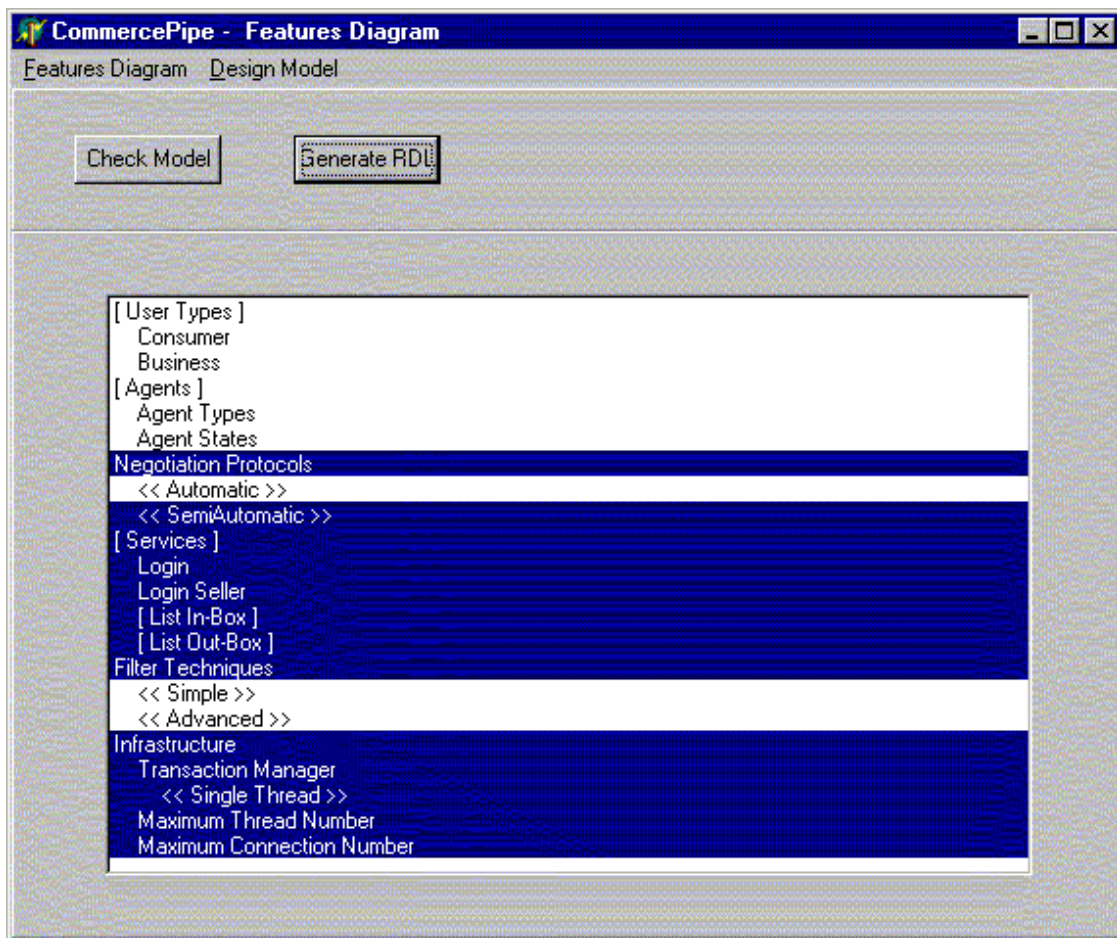 CommercePipe - Features Diagram
Features Diagram Design Model
Check Model Generate RDL
[ User Types ]
Consumer
Business
[ Agents ]
Agent Types
Agent States
Negotiation Protocols
<< Automatic >>
<< SemiAutomatic >>
[ Services ]
Login
Login Seller
[ List In-Box ]
[ List Out-Box ]
Filter Techniques
<< Simple >>
<< Advanced >>
Infrastructure
Transaction Manager
<< Single Thread >>
Maximum Thread Number
Maximum Connection Number